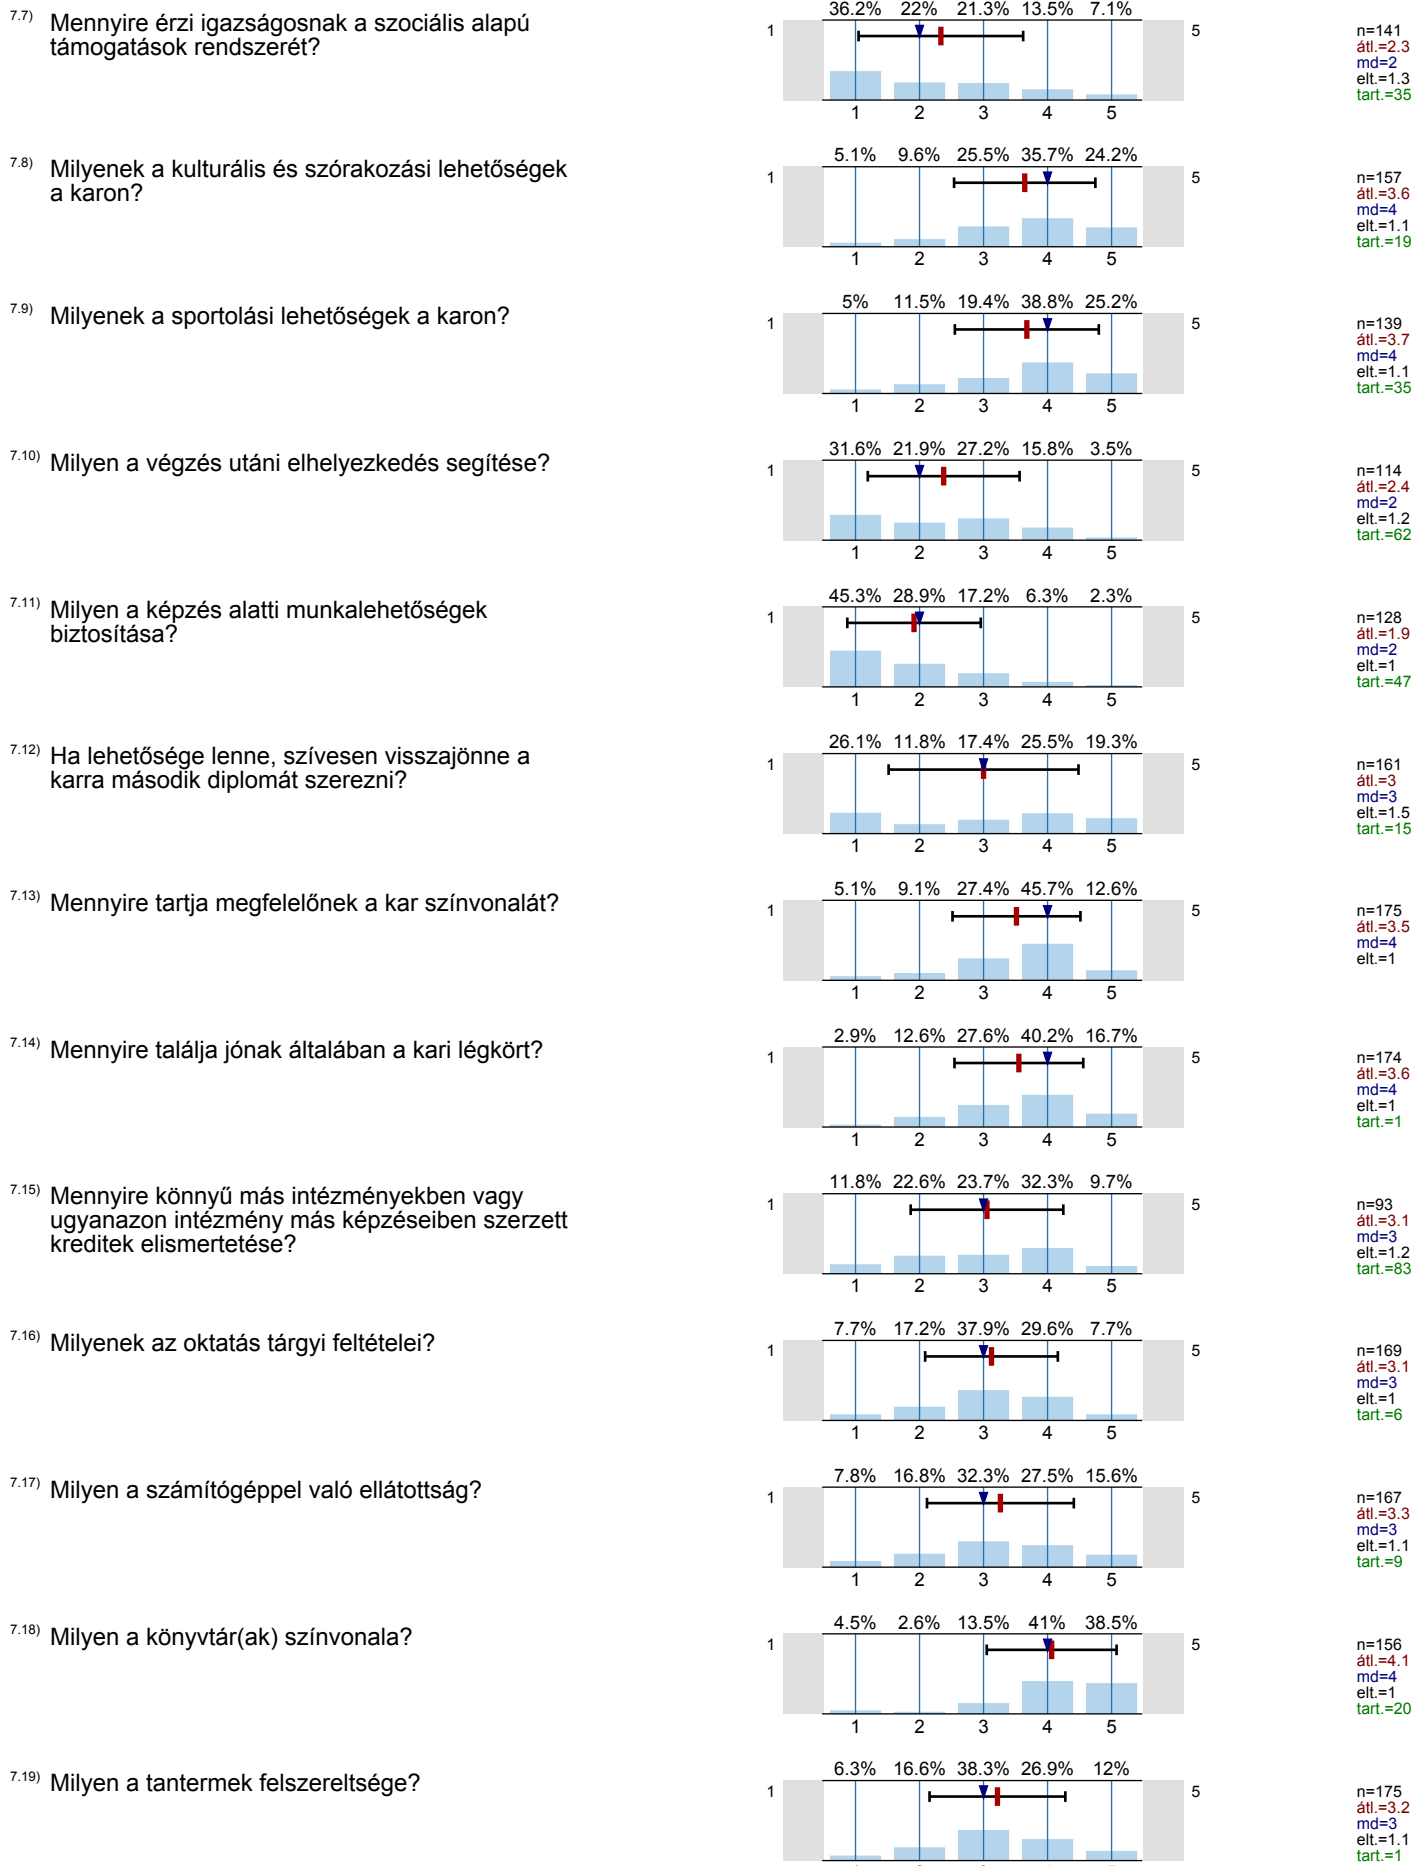 7.7) Mennyire érzi igazságosnak a szociális alapú
támogatások rendszerét?
36.2% 22% 21.3% 13.5% 7.1%
1 5
1 2 3 4 5
n=141
átl.=2.3
md=2
elt.=1.3
tart.=35
7.8) Milyenek a kulturális és szórakozási lehetőségek
a karon?
5.1% 9.6% 25.5% 35.7% 24.2%
1 5
1 2 3 4 5
n=157
átl.=3.6
md=4
elt.=1.1
tart.=19
7.9) Milyenek a sportolási lehetőségek a karon?
5% 11.5% 19.4% 38.8% 25.2%
1 5
1 2 3 4 5
n=139
átl.=3.7
md=4
elt.=1.1
tart.=35
7.10) Milyen a végzés utáni elhelyezkedés segítése?
31.6% 21.9% 27.2% 15.8% 3.5%
1 5
1 2 3 4 5
n=114
átl.=2.4
md=2
elt.=1.2
tart.=62
7.11) Milyen a képzés alatti munkalehetőségek
biztosítása?
45.3% 28.9% 17.2% 6.3% 2.3%
1 5
1 2 3 4 5
n=128
átl.=1.9
md=2
elt.=1
tart.=47
7.12) Ha lehetősége lenne, szívesen visszajönne a
karra második diplomát szerezni?
26.1% 11.8% 17.4% 25.5% 19.3%
1 5
1 2 3 4 5
n=161
átl.=3
md=3
elt.=1.5
tart.=15
7.13) Mennyire tartja megfelelőnek a kar színvonalát?
5.1% 9.1% 27.4% 45.7% 12.6%
1 5
1 2 3 4 5
n=175
átl.=3.5
md=4
elt.=1
7.14) Mennyire találja jónak általában a kari légkört?
2.9% 12.6% 27.6% 40.2% 16.7%
1 5
1 2 3 4 5
n=174
átl.=3.6
md=4
elt.=1
tart.=1
7.15) Mennyire könnyű más intézményekben vagy
ugyanazon intézmény más képzéseiben szerzett
kreditek elismertetése?
11.8% 22.6% 23.7% 32.3% 9.7%
1 5
1 2 3 4 5
n=93
átl.=3.1
md=3
elt.=1.2
tart.=83
7.16) Milyenek az oktatás tárgyi feltételei?
7.7% 17.2% 37.9% 29.6% 7.7%
1 5
1 2 3 4 5
n=169
átl.=3.1
md=3
elt.=1
tart.=6
7.17) Milyen a számítógéppel való ellátottság?
7.8% 16.8% 32.3% 27.5% 15.6%
1 5
1 2 3 4 5
n=167
átl.=3.3
md=3
elt.=1.1
tart.=9
7.18) Milyen a könyvtár(ak) színvonala?
4.5% 2.6% 13.5% 41% 38.5%
1 5
1 2 3 4 5
n=156
átl.=4.1
md=4
elt.=1
tart.=20
7.19) Milyen a tantermek felszereltsége?
6.3% 16.6% 38.3% 26.9% 12%
1 5
n=175
átl.=3.2
md=3
elt.=1.1
tart.=1